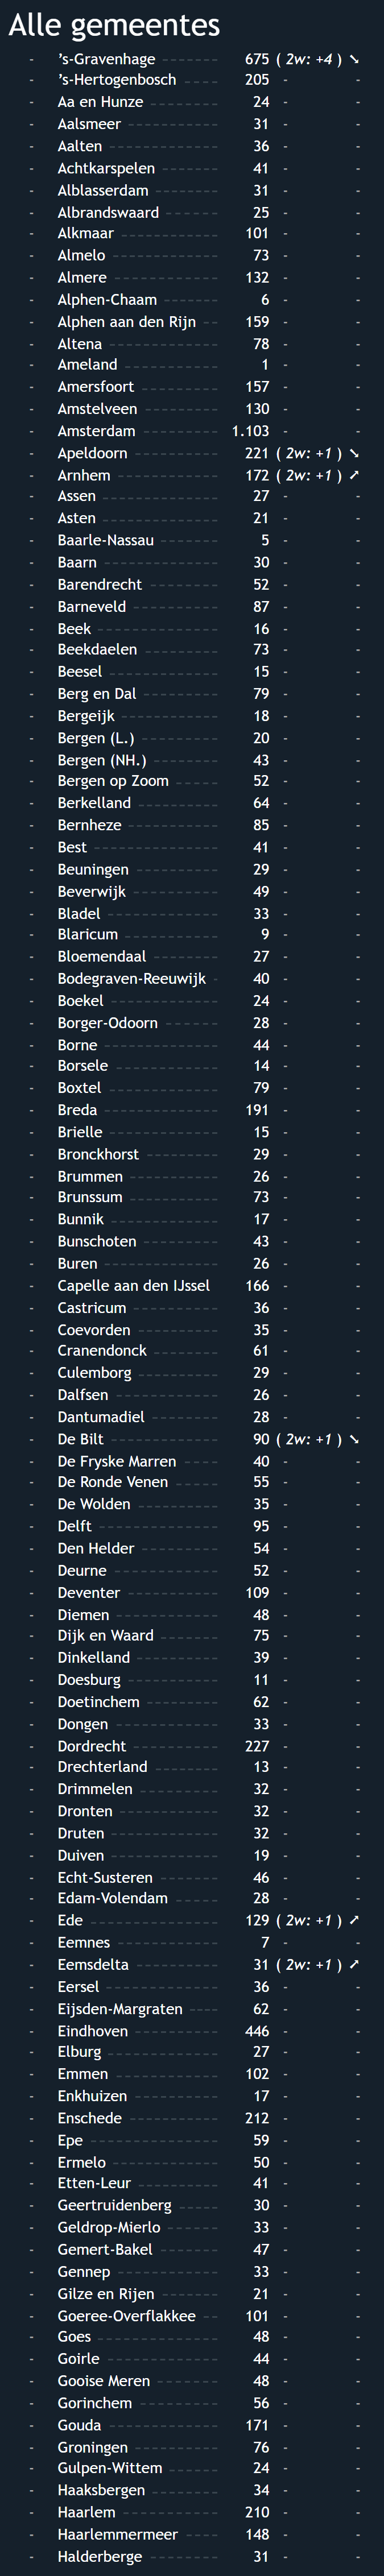 Alle gemeentes
- ’s-Gravenhage 675 ( 2w: +4 ) ↘
- ’s-Hertogenbosch 205 - -
- Aa en Hunze 24 - -
- Aalsmeer 31 - -
- Aalten 36 - -
- Achtkarspelen 41 - -
- Alblasserdam 31 - -
- Albrandswaard 25 - -
- Alkmaar 101 - -
- Almelo 73 - -
- Almere 132 - -
- Alphen-Chaam 6 - -
- Alphen aan den Rijn 159 - -
- Altena 78 - -
- Ameland 1 - -
- Amersfoort 157 - -
- Amstelveen 130 - -
- Amsterdam 1.103 - -
- Apeldoorn 221 ( 2w: +1 ) ↘
- Arnhem 172 ( 2w: +1 ) ↗
- Assen 27 - -
- Asten 21 - -
- Baarle-Nassau 5 - -
- Baarn 30 - -
- Barendrecht 52 - -
- Barneveld 87 - -
- Beek 16 - -
- Beekdaelen 73 - -
- Beesel 15 - -
- Berg en Dal 79 - -
- Bergeijk 18 - -
- Bergen (L.) 20 - -
- Bergen (NH.) 43 - -
- Bergen op Zoom 52 - -
- Berkelland 64 - -
- Bernheze 85 - -
- Best 41 - -
- Beuningen 29 - -
- Beverwijk 49 - -
- Bladel 33 - -
- Blaricum 9 - -
- Bloemendaal 27 - -
- Bodegraven-Reeuwijk 40 - -
- Boekel 24 - -
- Borger-Odoorn 28 - -
- Borne 44 - -
- Borsele 14 - -
- Boxtel 79 - -
- Breda 191 - -
- Brielle 15 - -
- Bronckhorst 29 - -
- Brummen 26 - -
- Brunssum 73 - -
- Bunnik 17 - -
- Bunschoten 43 - -
- Buren 26 - -
- Capelle aan den IJssel 166 - -
- Castricum 36 - -
- Coevorden 35 - -
- Cranendonck 61 - -
- Culemborg 29 - -
- Dalfsen 26 - -
- Dantumadiel 28 - -
- De Bilt 90 ( 2w: +1 ) ↘
- De Fryske Marren 40 - -
- De Ronde Venen 55 - -
- De Wolden 35 - -
- Delft 95 - -
- Den Helder 54 - -
- Deurne 52 - -
- Deventer 109 - -
- Diemen 48 - -
- Dijk en Waard 75 - -
- Dinkelland 39 - -
- Doesburg 11 - -
- Doetinchem 62 - -
- Dongen 33 - -
- Dordrecht 227 - -
- Drechterland 13 - -
- Drimmelen 32 - -
- Dronten 32 - -
- Druten 32 - -
- Duiven 19 - -
- Echt-Susteren 46 - -
- Edam-Volendam 28 - -
- Ede 129 ( 2w: +1 ) ↗
- Eemnes 7 - -
- Eemsdelta 31 ( 2w: +1 ) ↗
- Eersel 36 - -
- Eijsden-Margraten 62 - -
- Eindhoven 446 - -
- Elburg 27 - -
- Emmen 102 - -
- Enkhuizen 17 - -
- Enschede 212 - -
- Epe 59 - -
- Ermelo 50 - -
- Etten-Leur 41 - -
- Geertruidenberg 30 - -
- Geldrop-Mierlo 33 - -
- Gemert-Bakel 47 - -
- Gennep 33 - -
- Gilze en Rijen 21 - -
- Goeree-Overflakkee 101 - -
- Goes 48 - -
- Goirle 44 - -
- Gooise Meren 48 - -
- Gorinchem 56 - -
- Gouda 171 - -
- Groningen 76 - -
- Gulpen-Wittem 24 - -
- Haaksbergen 34 - -
- Haarlem 210 - -
- Haarlemmermeer 148 - -
- Halderberge 31 - -